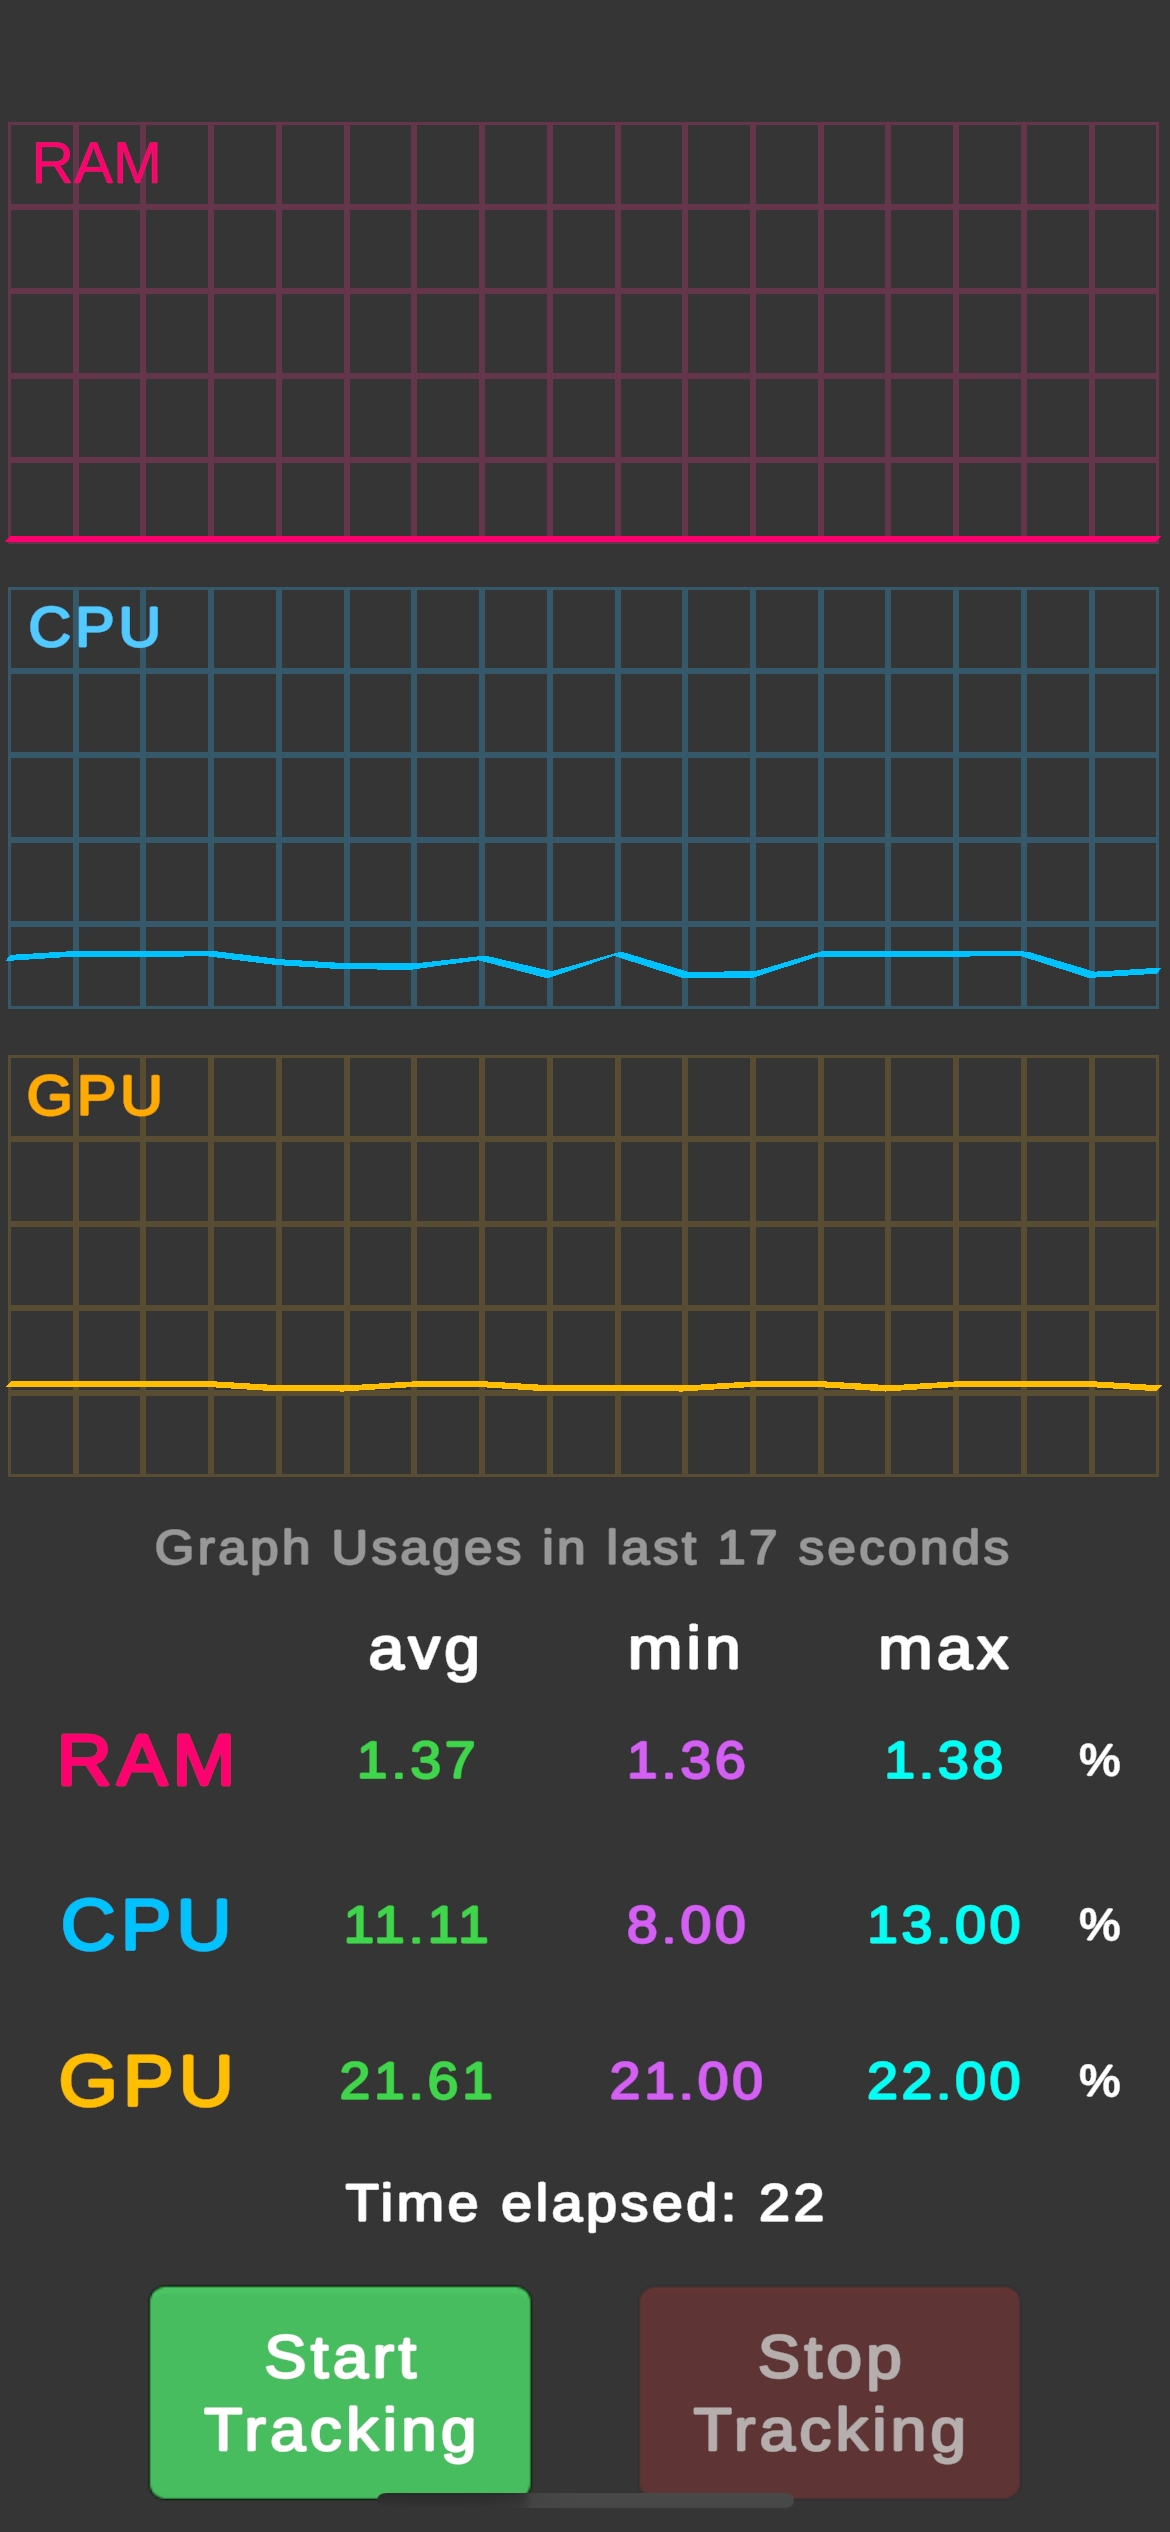 RAM
CPU
GPU
Graph Usages in last 17 seconds
avg min max
RAM 1.37 1.36 1.38 %
CPU 11.11 8.00 13.00 %
GPU 21.61 21.00 22.00 %
Time elapsed: 22
Start
Tracking
Stop
Tracking